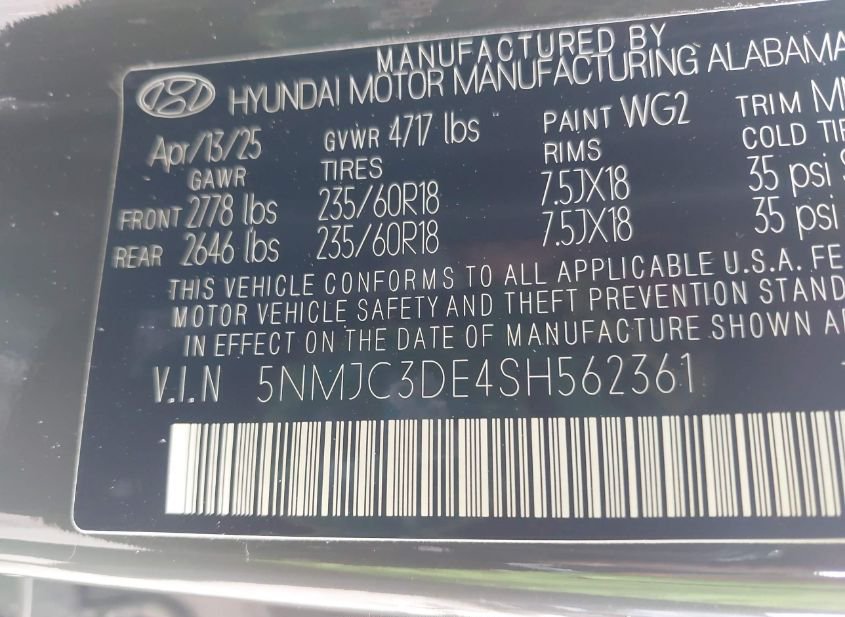 MANUFACTURED BY
HYUNDAI MOTOR MANUFACTURING ALABAMA
Apr/13/25 GVWR 4717 lbs PAINT WG2 TRIM
GAWR TIRES RIMS COLD
FRONT 2778 lbs 235/60R18 7.5JX18 35 psi
REAR 2646 lbs 235/60R18 7.5JX18 35 psi
THIS VEHICLE CONFORMS TO ALL APPLICABLE U.S.A.
MOTOR VEHICLE SAFETY AND THEFT PREVENTION
IN EFFECT ON THE DATE OF MANUFACTURE SHOWN
V.I.N 5NMJC3DE4SH562361